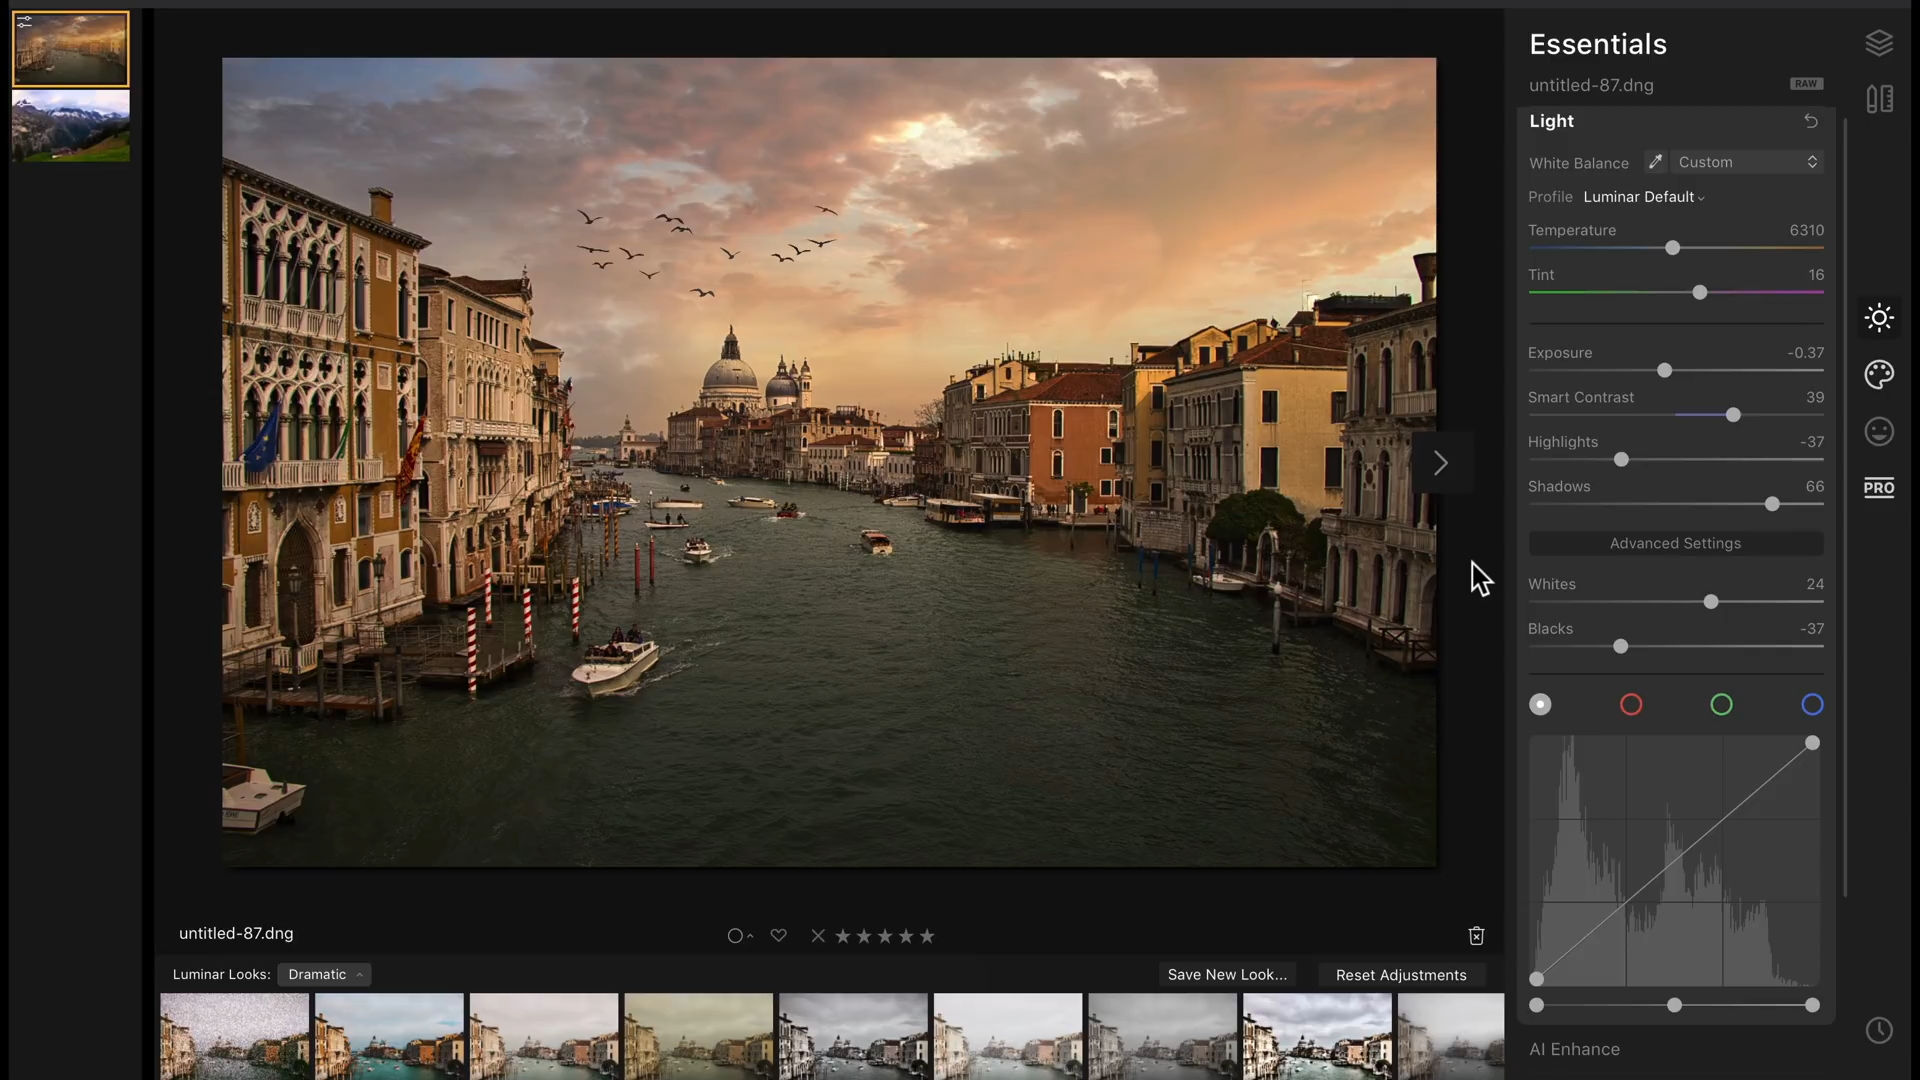 Essentials
untitled-87.dng
RAW
Light
White Balance
Custom
Profile
Luminar Default
Temperature
6310
Tint
16
Exposure
-0.37
Smart Contrast
39
Highlights
-37
Shadows
66
PRO
Advanced Settings
Whites
24
Blacks
-37
AI Enhance
untitled-87.dng
Luminar Looks:
Dramatic
Save New Look...
Reset Adjustments